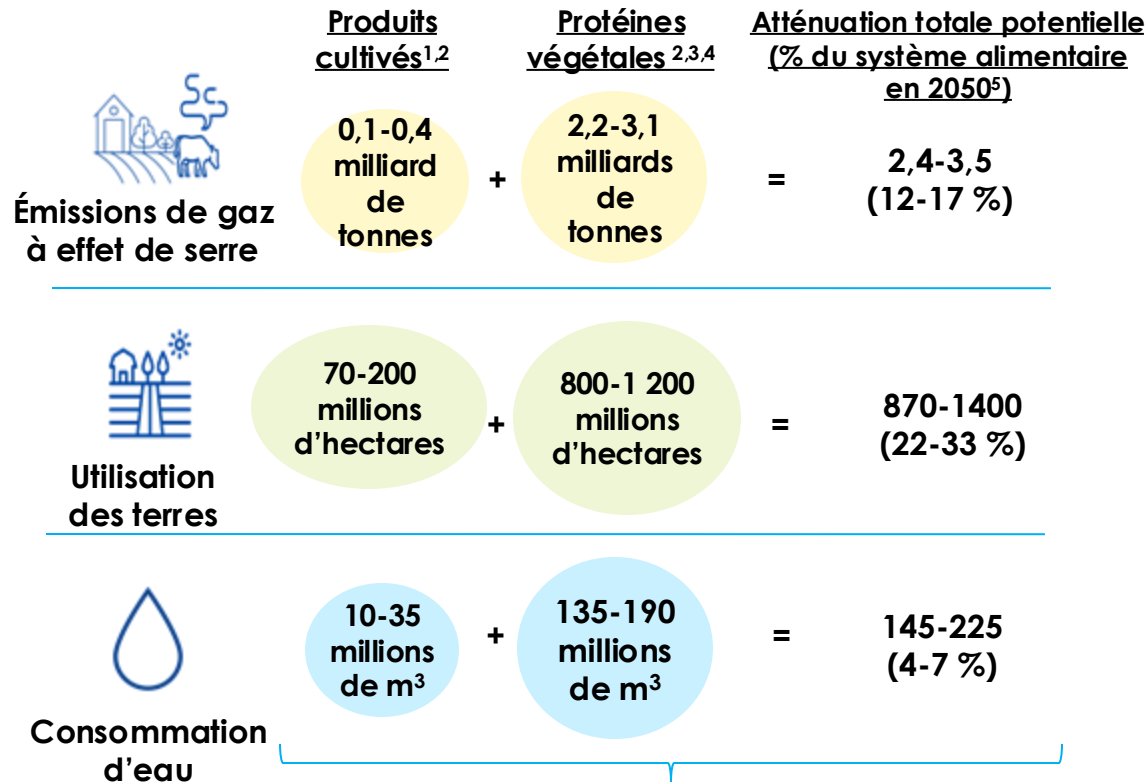 Produits
cultivés¹,²
Protéines
végétales ²,³,⁴
Atténuation totale potentielle
(% du système alimentaire
en 2050⁵)
Émissions de gaz
à effet de serre
0,1-0,4
milliard
de
tonnes
+
2,2-3,1
milliards
de
tonnes
=
2,4-3,5
(12-17 %)
Utilisation
des terres
70-200
millions
d'hectares
+
800-1 200
millions
d'hectares
=
870-1400
(22-33 %)
Consommation
d'eau
10-35
millions
de m³
+
135-190
millions
de m³
=
145-225
(4-7 %)